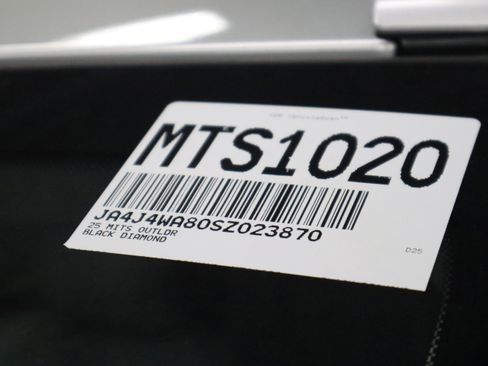 MTS1020
JA4J4WA80SZ023870
25 MITS OUTLDR
BLACK DIAMOND
D25